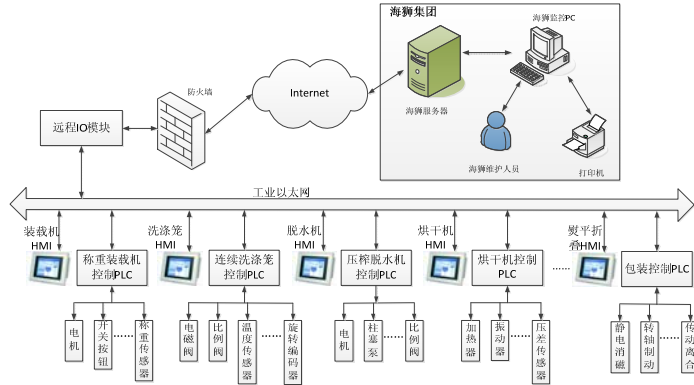 海狮集团
海狮监控PC
防火墙
Internet
远程IO模块
海狮服务器
海狮维护人员
打印机
工业以太网
装载机
HMI
洗涤笼
HMI
脱水机
HMI
烘干机
HMI
熨平折
叠HMI
称重装载机
控制PLC
连续洗涤笼
控制PLC
压榨脱水机
控制PLC
烘干机控制
PLC
……
包装控制PLC
电机
开关按钮
……
称重传感器
电磁阀
比例阀
温度传感器
……
旋转编码器
电机
柱塞泵
……
比例阀
加热器
振动器
……
压差传感器
静电消磁
转轴制动
……
传动离合